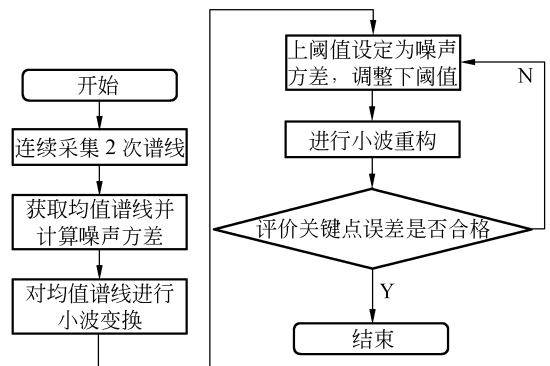 开始
连续采集2次谱线
获取均值谱线并
计算噪声方差
对均值谱线进行
小波变换
上阈值设定为噪声
方差，调整下阈值
N
进行小波重构
评价关键点误差是否合格
Y
结束